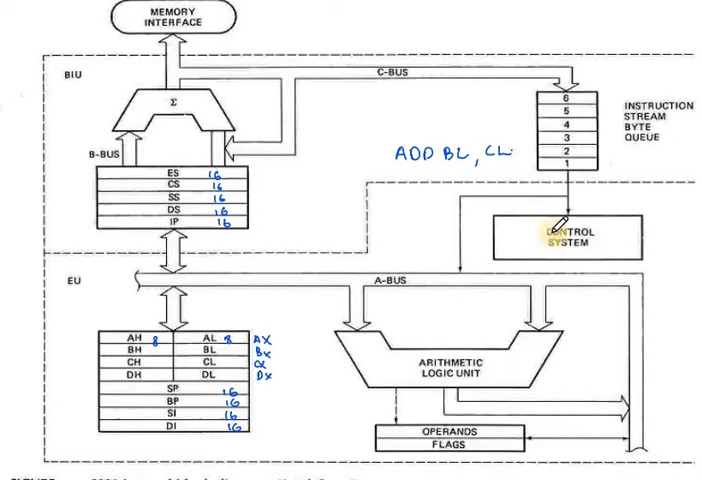 MEMORY
INTERFACE
BIU
C-BUS
Σ
6
5
4
3
2
1
INSTRUCTION
STREAM
BYTE
QUEUE
B-BUS
ADD BL, CL
ES 16
CS 16
SS 16
DS 16
IP 16
CONTROL
SYSTEM
EU
A-BUS
AH 8 AL 8 AX
BH BL BX
CH CL CX
DH DL DX
SP 16
BP 16
SI 16
DI 16
ARITHMETIC
LOGIC UNIT
OPERANDS
FLAGS